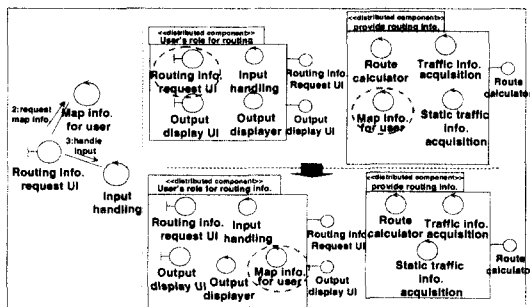 2:request
map info.
Map info.
for user
3:handle
input
Routing info.
request UI
Input
handling
<<distributed component>>
User's role for routing
Routing info.
request UI
Input
handling
Output
display UI
Output
displayer
Routing info.
Request UI
Output
display UI
<<distributed component>>
provide routing info.
Route
calculator
Traffic info.
acquisition
Map info.
for user
Static traffic
info.
acquisition
Route
calculator
<<distributed component>>
User's role for routing info.
Routing info.
request UI
Input
handling
Output
display UI
Output
displayer
Map info.
for user
Routing info.
Request UI
Output
display UI
<<distributed component>>
provide routing info.
Route
calculator
Traffic info.
acquisition
Static traffic
info.
acquisition
Route
calculator